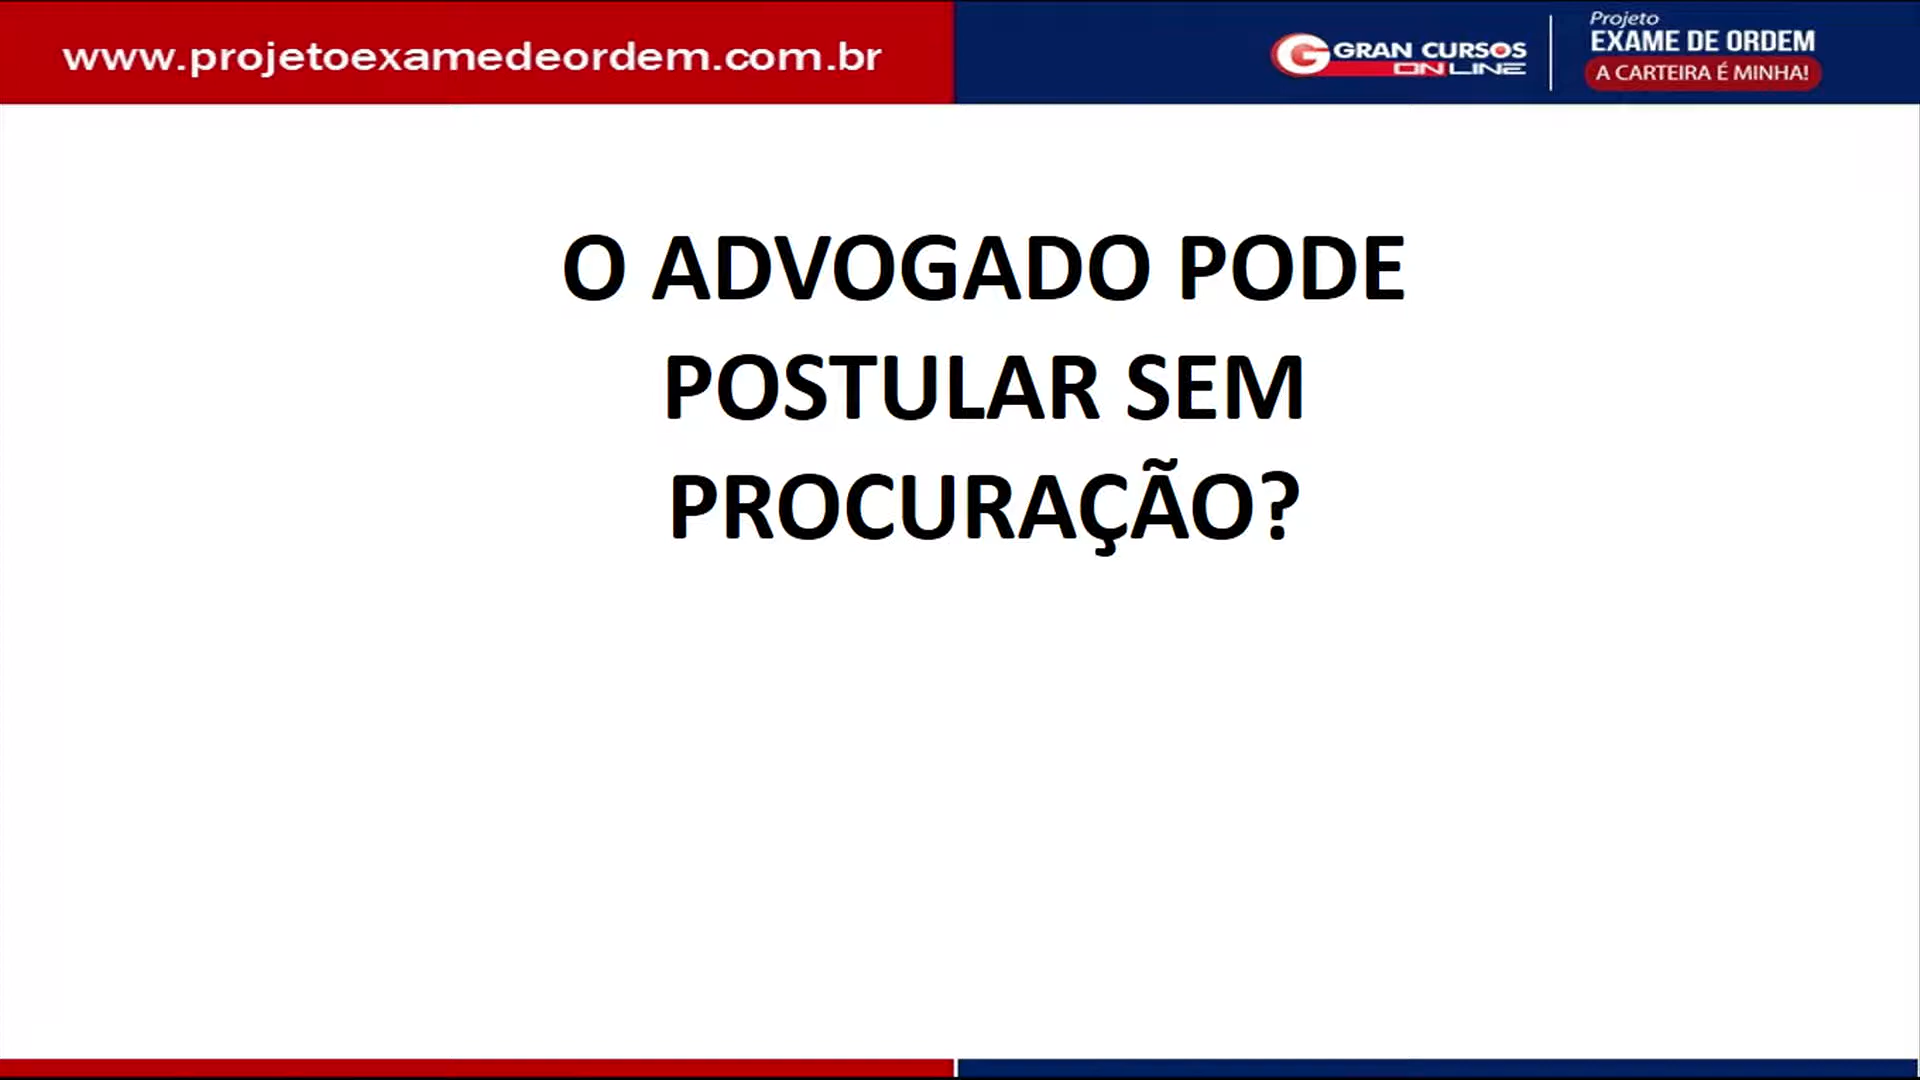 www.projetoexamedeordem.com.br
GRAN CURSOS
ONLINE
Projeto
EXAME DE ORDEM
A CARTEIRA É MINHA!
O ADVOGADO PODE
POSTULAR SEM
PROCURAÇÃO?